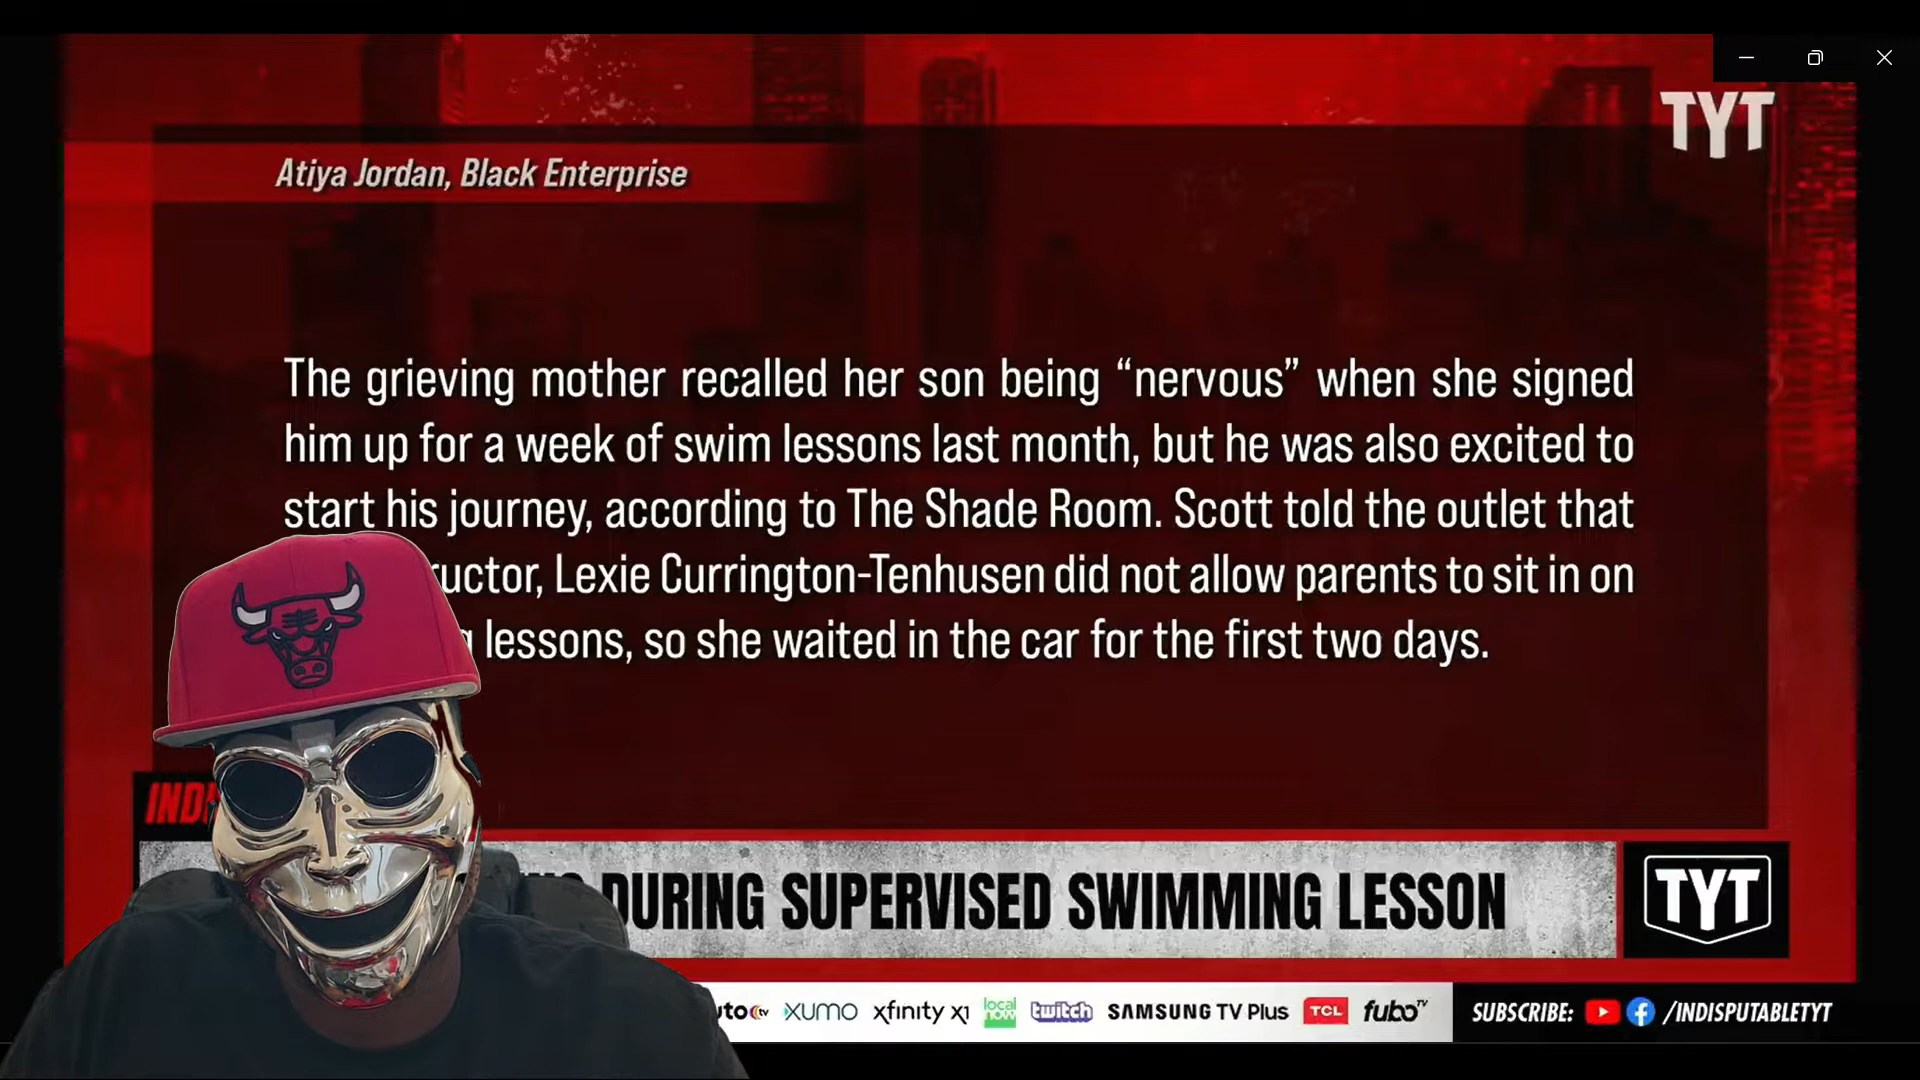 TYT
Atiya Jordan, Black Enterprise
The grieving mother recalled her son being “nervous” when she signed
him up for a week of swim lessons last month, but he was also excited to
start his journey, according to The Shade Room. Scott told the outlet that
Lexie Currington-Tenhusen did not allow parents to sit in on
lessons, so she waited in the car for the first two days.
DURING SUPERVISED SWIMMING LESSON
TYT
XUMO xfinity X1 local now twitch SAMSUNG TV Plus TCL fubo TV
SUBSCRIBE: /INDISPUTABLETYT